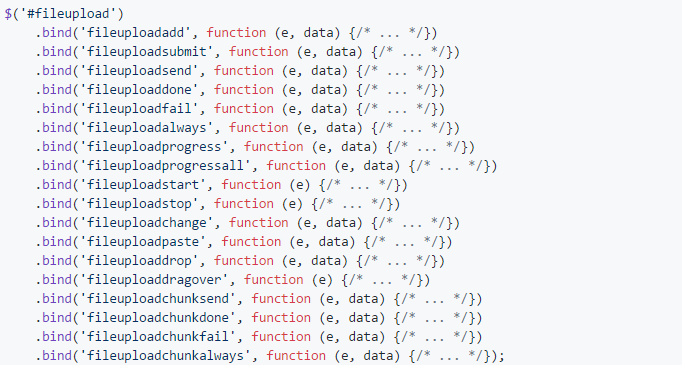 $('#fileupload')
    .bind('fileuploadadd', function (e, data) {/* ... */})
    .bind('fileuploadsubmit', function (e, data) {/* ... */})
    .bind('fileuploadsend', function (e, data) {/* ... */})
    .bind('fileuploaddone', function (e, data) {/* ... */})
    .bind('fileuploadfail', function (e, data) {/* ... */})
    .bind('fileuploadalways', function (e, data) {/* ... */})
    .bind('fileuploadprogress', function (e, data) {/* ... */})
    .bind('fileuploadprogressall', function (e, data) {/* ... */})
    .bind('fileuploadstart', function (e) {/* ... */})
    .bind('fileuploadstop', function (e) {/* ... */})
    .bind('fileuploadchange', function (e, data) {/* ... */})
    .bind('fileuploadpaste', function (e, data) {/* ... */})
    .bind('fileuploaddrop', function (e, data) {/* ... */})
    .bind('fileuploaddragover', function (e) {/* ... */})
    .bind('fileuploadchunksend', function (e, data) {/* ... */})
    .bind('fileuploadchunkdone', function (e, data) {/* ... */})
    .bind('fileuploadchunkfail', function (e, data) {/* ... */})
    .bind('fileuploadchunkalways', function (e, data) {/* ... */});